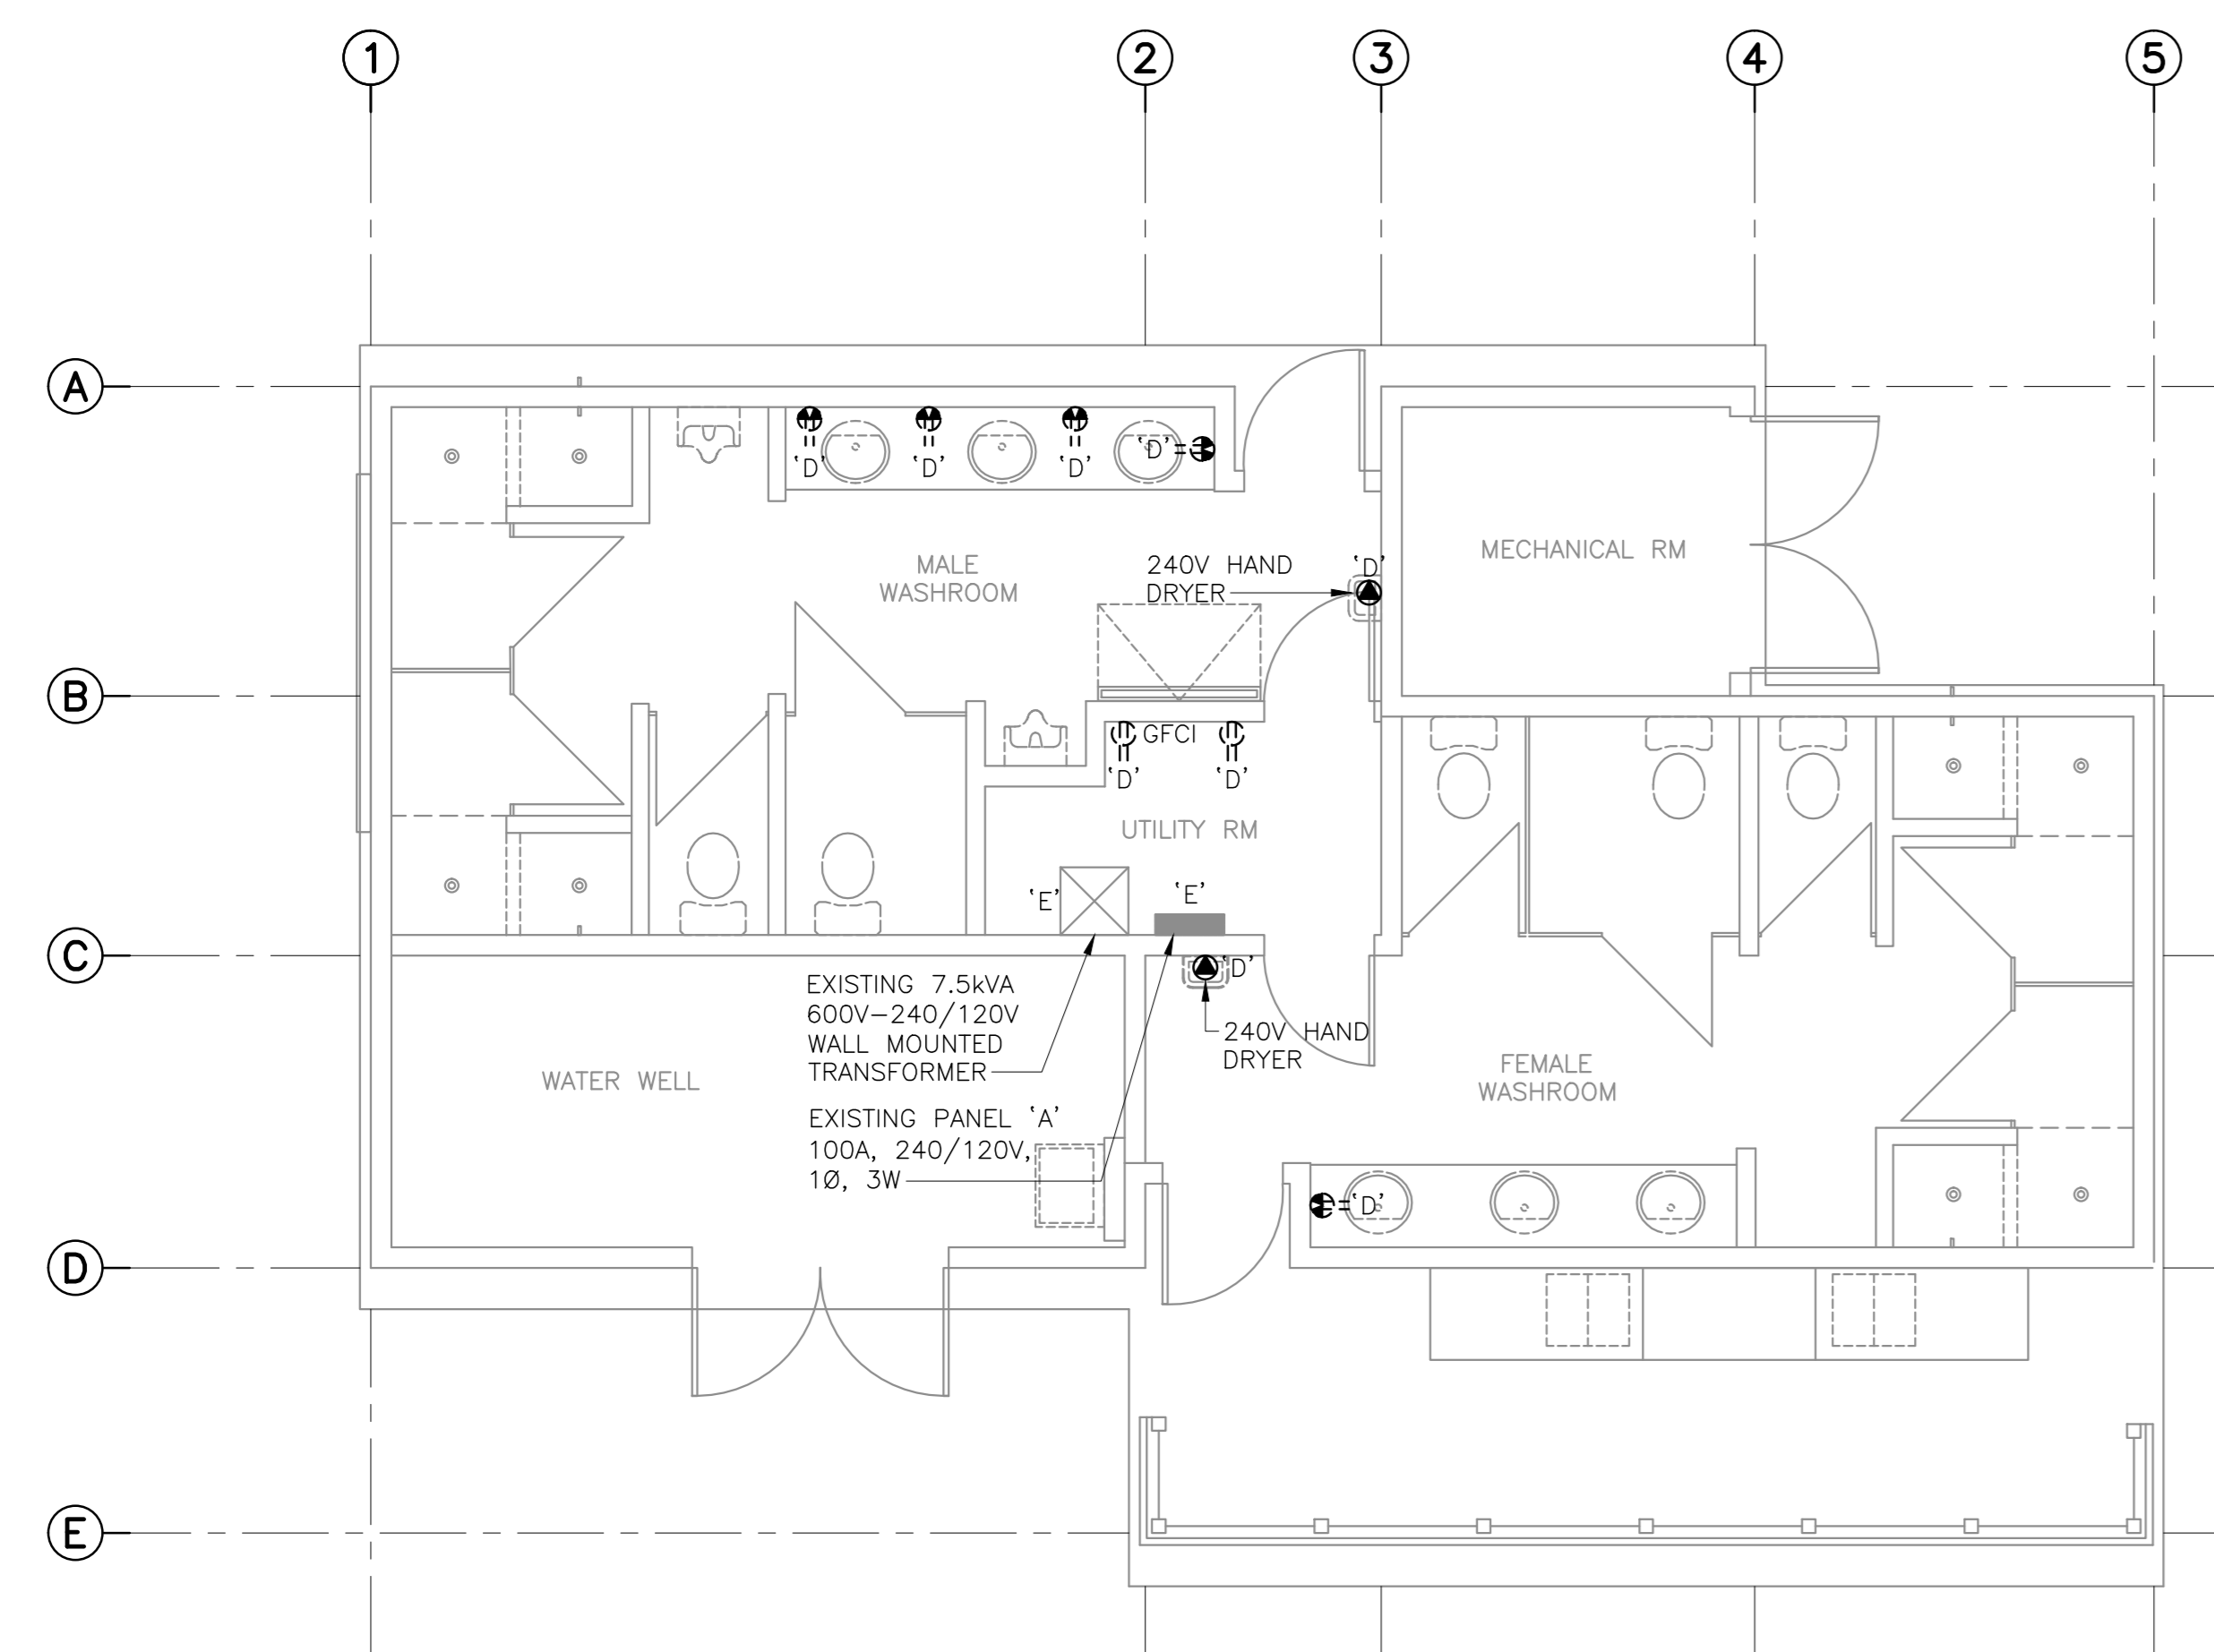 1
2
3
4
5
A
B
C
D
E
‘D’
‘D’
‘D’
‘D’
MALE
WASHROOM
240V HAND
DRYER
‘D’
MECHANICAL RM
GFCI
‘D’
‘D’
UTILITY RM
‘E’
‘E’
‘D’
EXISTING 7.5kVA
600V-240/120V
WALL MOUNTED
TRANSFORMER
240V HAND
DRYER
WATER WELL
FEMALE
WASHROOM
EXISTING PANEL ‘A’
100A, 240/120V,
1Ø, 3W
‘D’